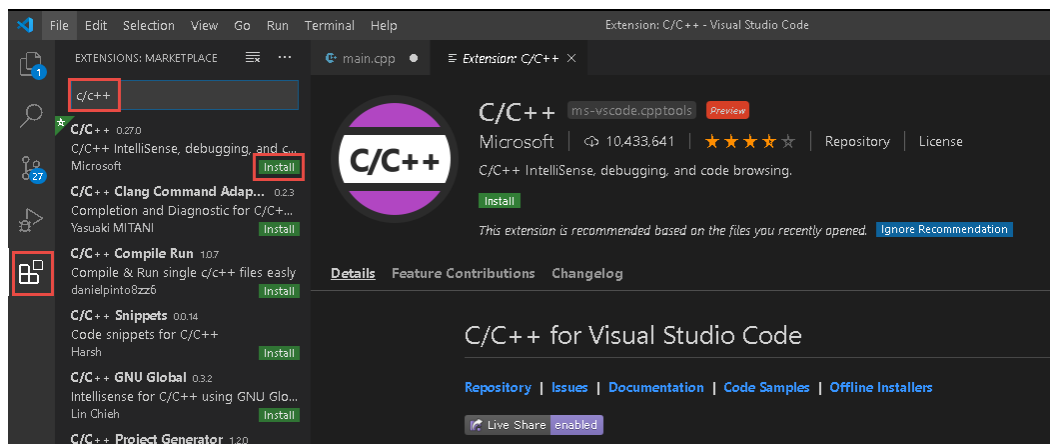 File Edit Selection View Go Run Terminal Help
Extension: C/C++ - Visual Studio Code
EXTENSIONS: MARKETPLACE
c/c++
C/C++ 0.27.0
C/C++ IntelliSense, debugging, and c...
Microsoft
Install
C/C++ Clang Command Adap... 0.2.3
Completion and Diagnostic for C/C+...
Yasuaki MITANI
Install
C/C++ Compile Run 1.0.7
Compile & Run single c/c++ files easly
danielpinto8zz6
Install
C/C++ Snippets 0.0.14
Code snippets for C/C++
Harsh
Install
C/C++ GNU Global 0.3.2
Intellisense for C/C++ using GNU Glo...
Lin Chieh
Install
C/C++ Project Generator 1.2.0
1
27
main.cpp
Extension: C/C++
C/C++
C/C++ ms-vscode.cpptools Preview
Microsoft 10,433,641 Repository License
C/C++ IntelliSense, debugging, and code browsing.
Install
This extension is recommended based on the files you recently opened. Ignore Recommendation
Details Feature Contributions Changelog
C/C++ for Visual Studio Code
Repository | Issues | Documentation | Code Samples | Offline Installers
Live Share enabled